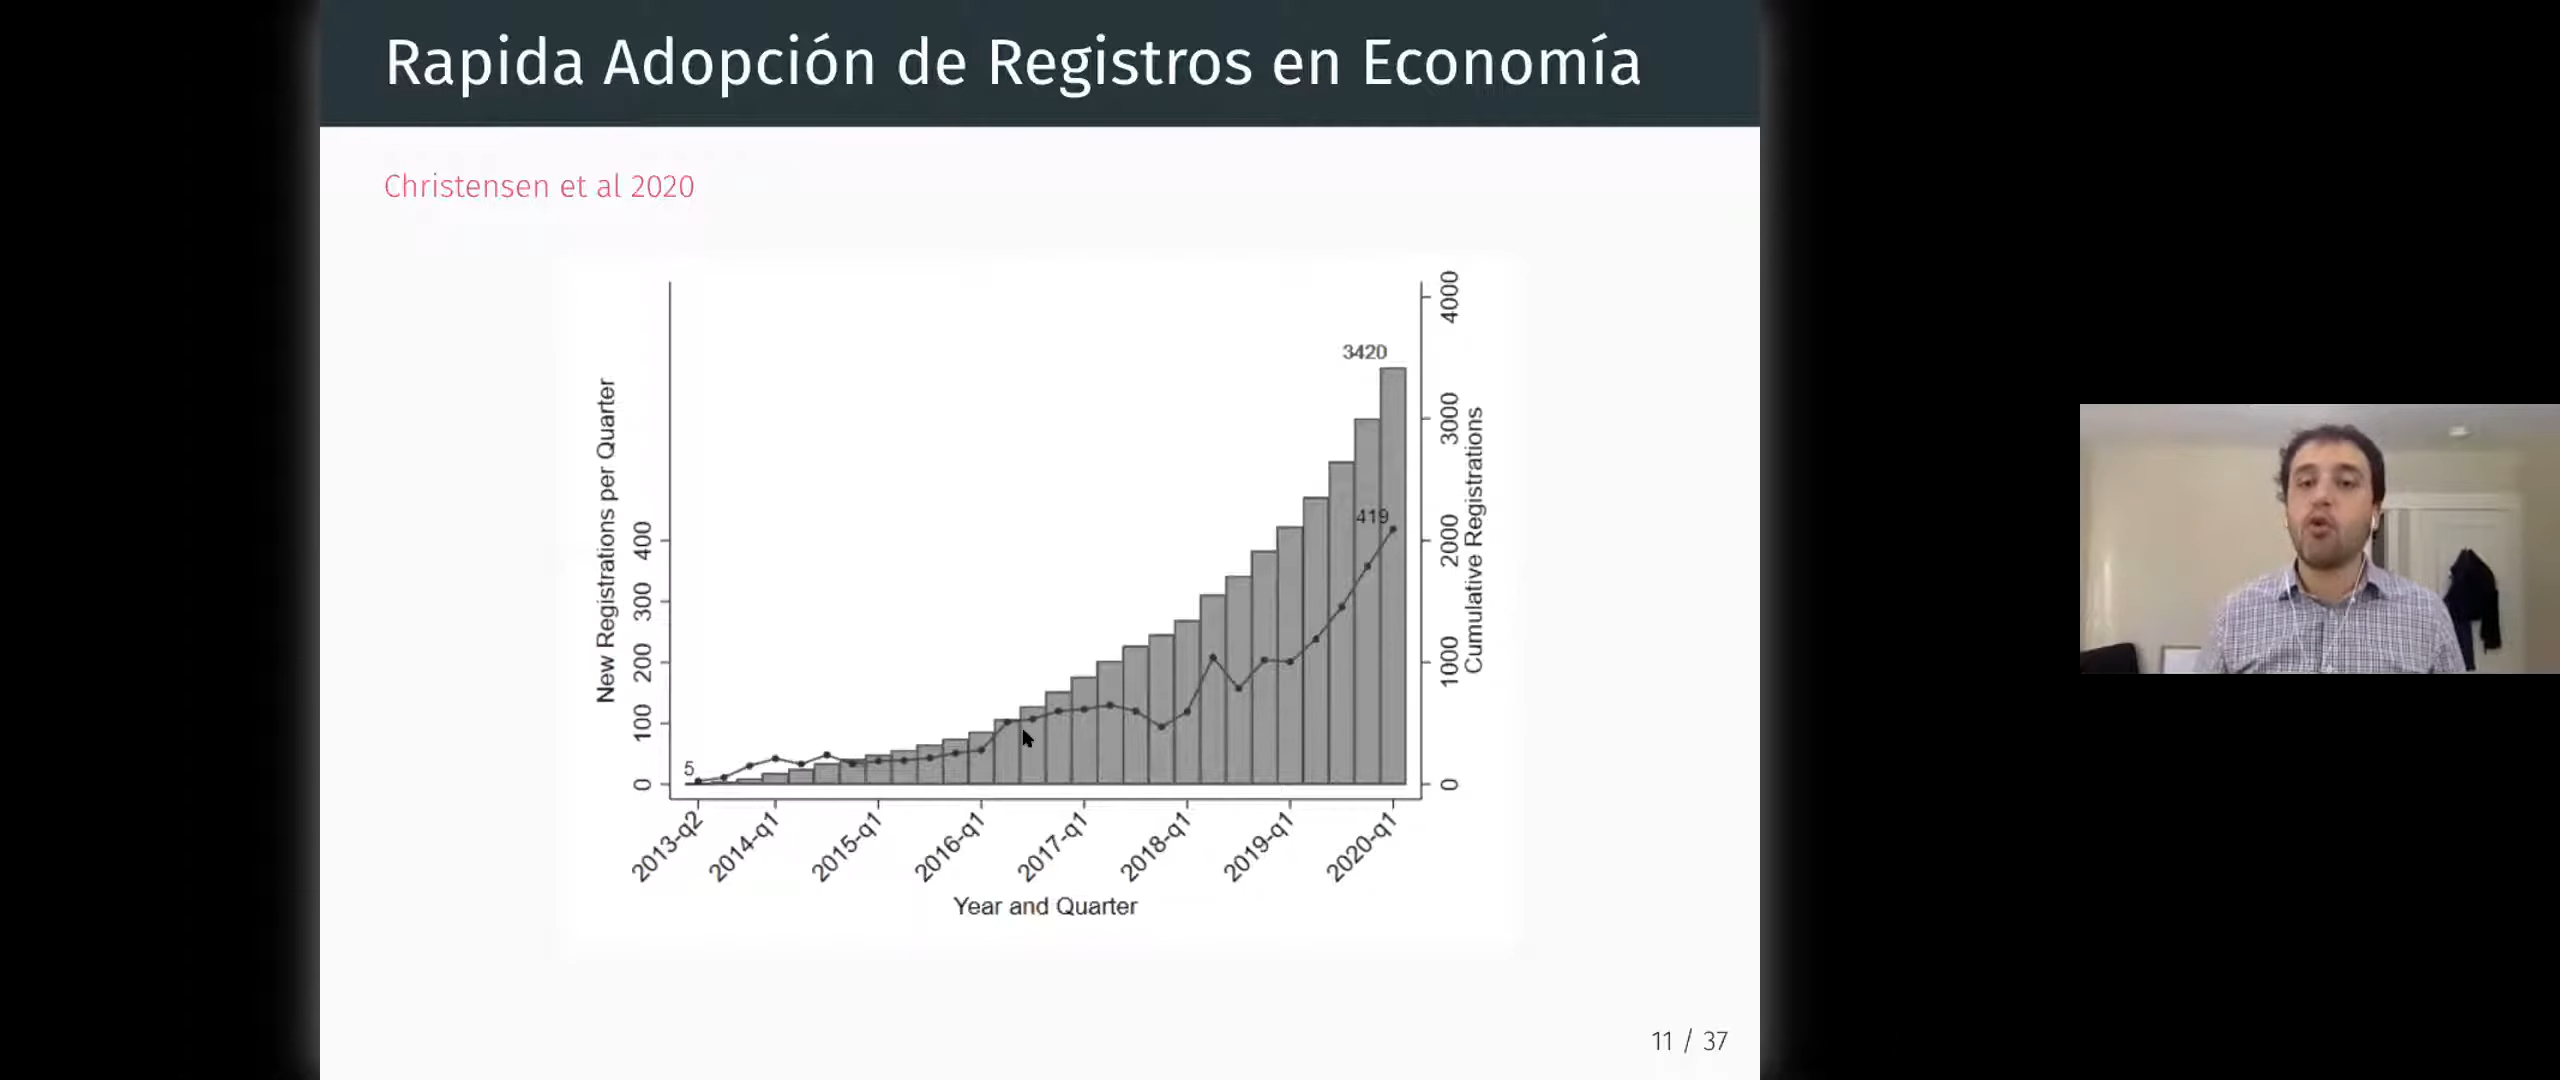 Rapida Adopción de Registros en Economía
Christensen et al 2020
New Registrations per Quarter
400
300
200
100
0
5
3420
419
4000
3000
2000
1000
0
Cumulative Registrations
2013-q2
2014-q1
2015-q1
2016-q1
2017-q1
2018-q1
2019-q1
2020-q1
Year and Quarter
11 / 37